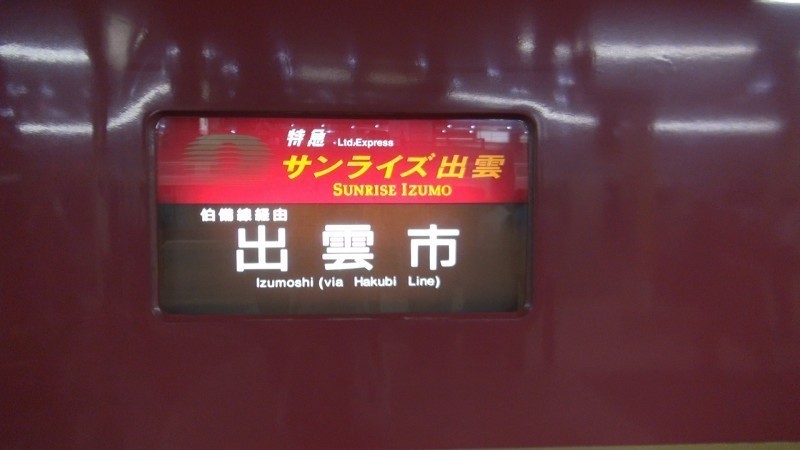 特急 Ltd.Express
サンライズ出雲
SUNRISE IZUMO
伯備線経由
出雲市
Izumoshi (via Hakubi Line)